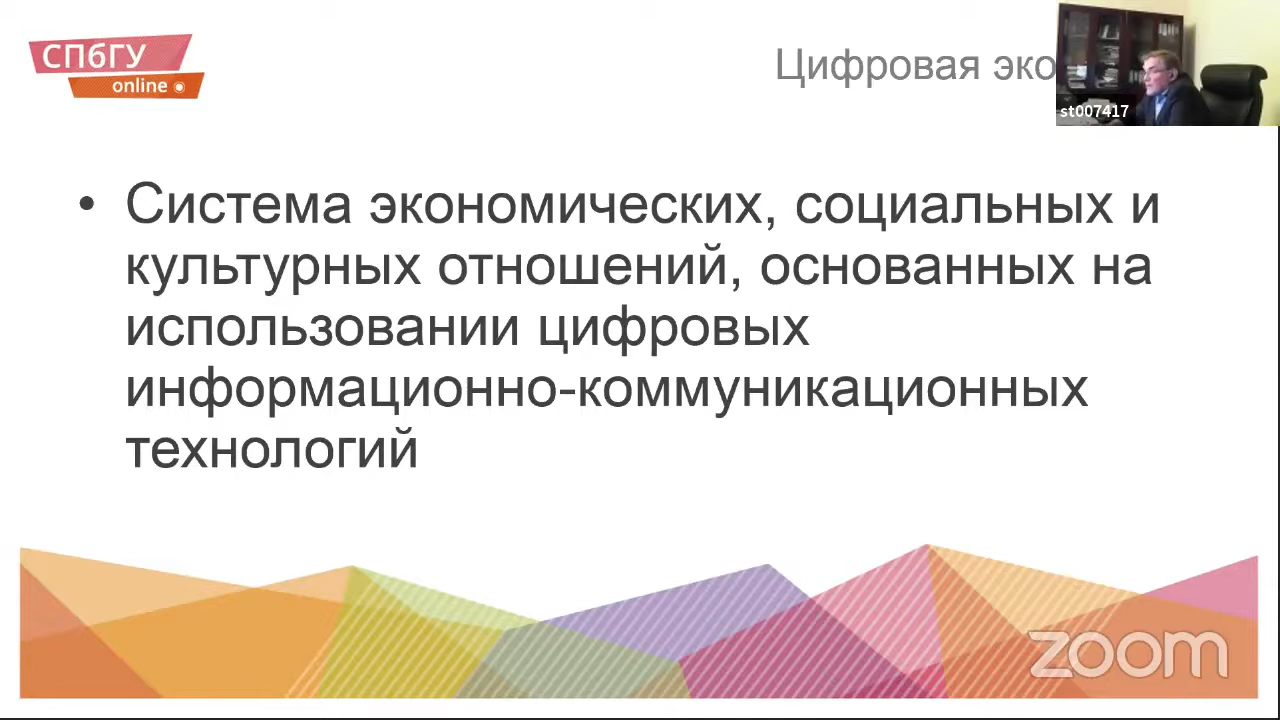 СПбГУ
online
Цифровая эко
st007417
• Система экономических, социальных и
культурных отношений, основанных на
использовании цифровых
информационно-коммуникационных
технологий
zoom